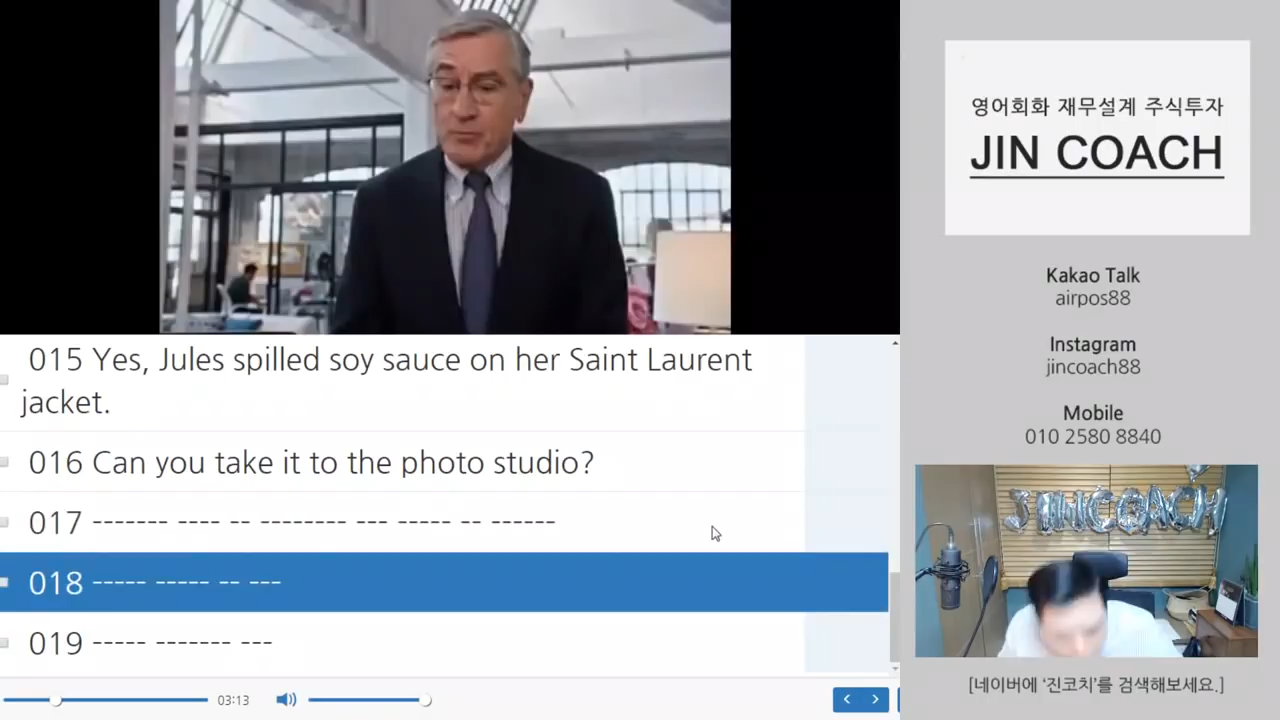 015 Yes, Jules spilled soy sauce on her Saint Laurent
jacket.
016 Can you take it to the photo studio?
017 ------- ---- -- -------- --- ----- -- ------
018 ----- ----- -- ---
019 ----- ------- ---
03:13
영어회화 재무설계 주식투자
JIN COACH
Kakao Talk
airpos88
Instagram
jincoach88
Mobile
010 2580 8840
JINCOACH
[네이버에 '진코치'를 검색해보세요.]